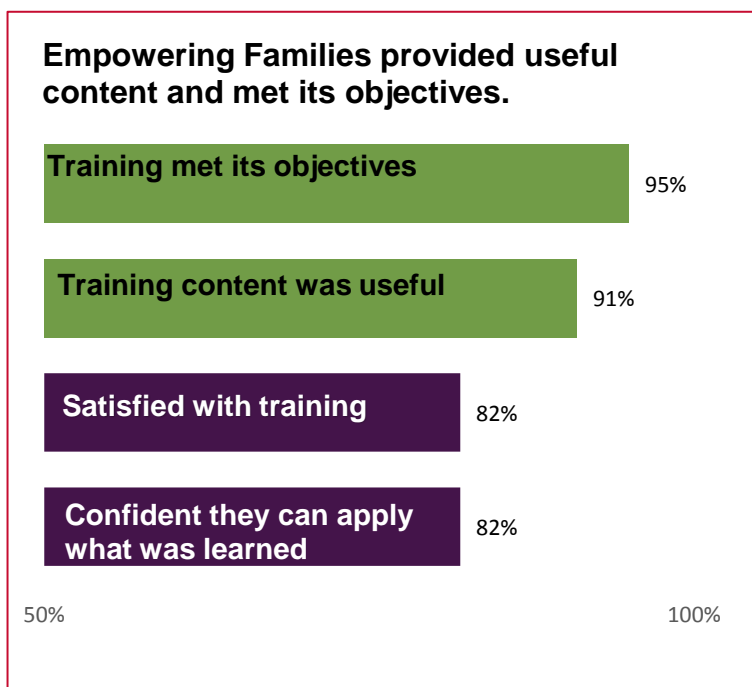 Empowering Families provided useful
content and met its objectives.
Training met its objectives
95%
Training content was useful
91%
Satisfied with training
82%
Confident they can apply
what was learned
82%
50%
100%